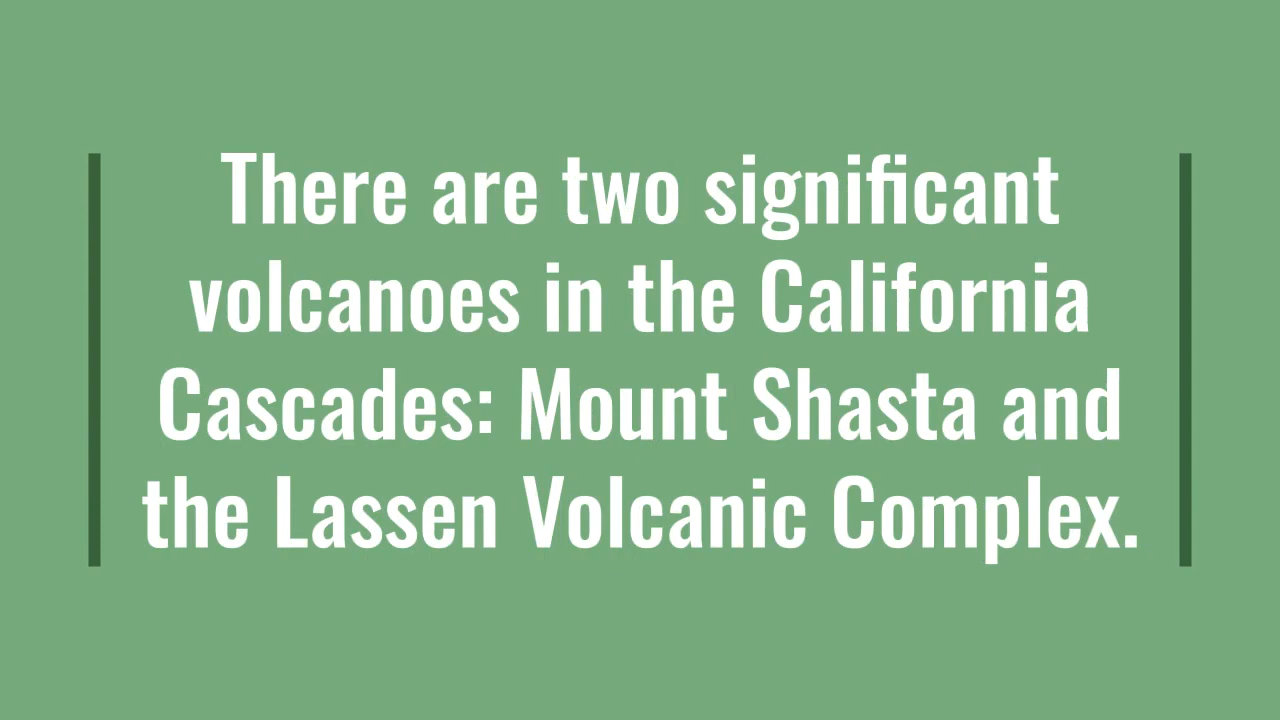 There are two significant
volcanoes in the California
Cascades: Mount Shasta and
the Lassen Volcanic Complex.